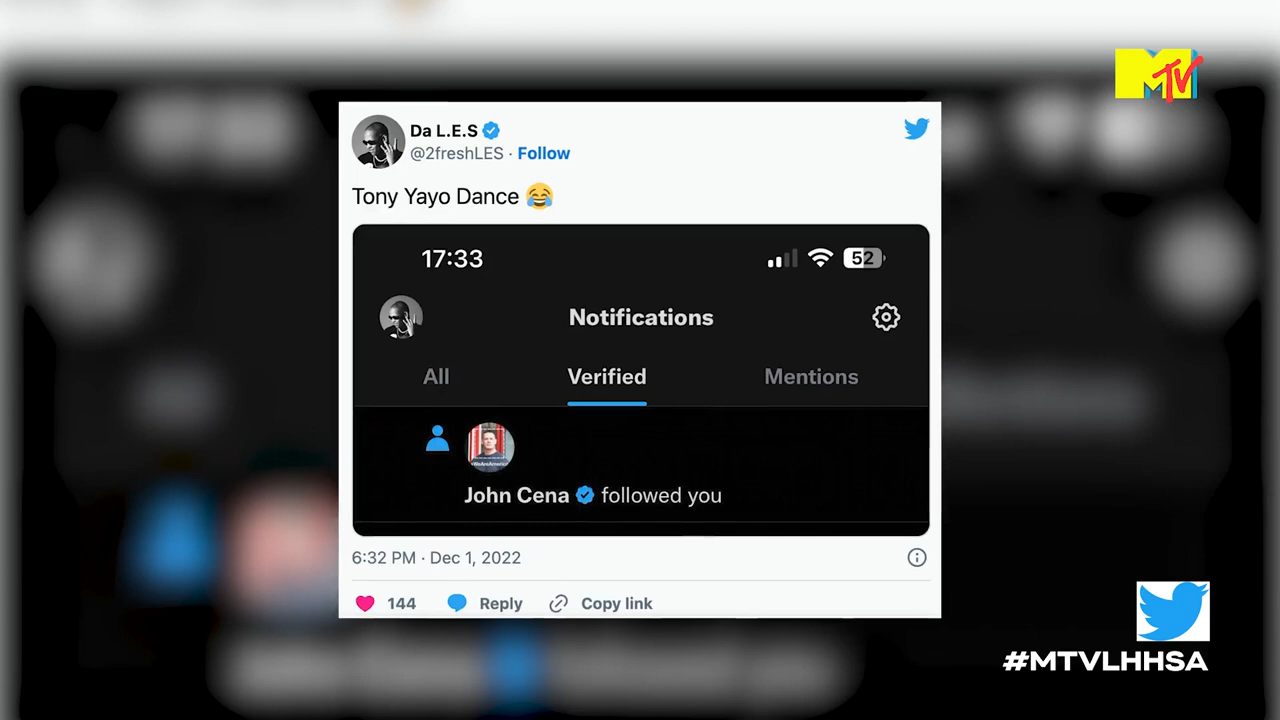 MTV
Da L.E.S
@2freshLES · Follow
Tony Yayo Dance 😂
17:33
52
Notifications
All
Verified
Mentions
#WeAreAmerica
John Cena followed you
6:32 PM · Dec 1, 2022
144
Reply
Copy link
#MTVLHHSA